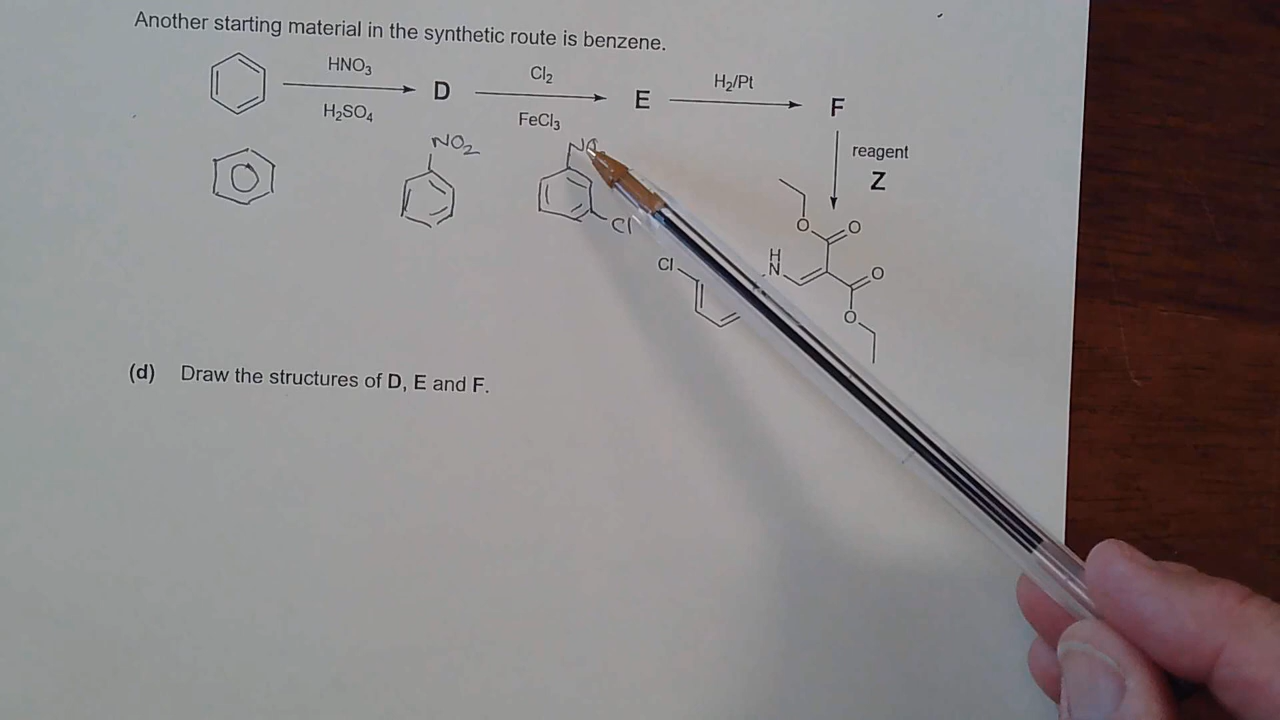 Another starting material in the synthetic route is benzene.
HNO3
H2SO4
D
Cl2
FeCl3
E
H2/Pt
F
reagent
Z
NO2
Cl
O
O
Cl
H
N
O
O
(d) Draw the structures of D, E and F.